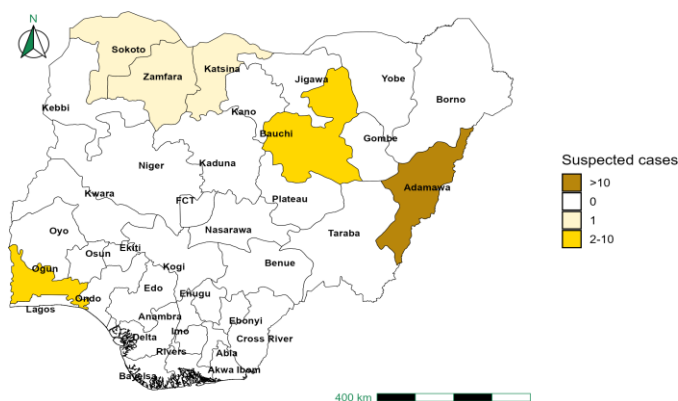 N
Sokoto
Katsina
Zamfara
Jigawa
Yobe
Borno
Kebbi
Kano
Bauchi
Gombe
Niger
Kaduna
Adamawa
Kwara
FCT
Plateau
Nasarawa
Taraba
Oyo
Osun
Ekiti
Kogi
Benue
Ogun
Edo
Enugu
Ondo
Lagos
Anambra
Ebonyi
Delta
Imo
Cross River
Rivers
Abia
Bayelsa
Akwa Ibom
Suspected cases
>10
0
1
2-10
400 km